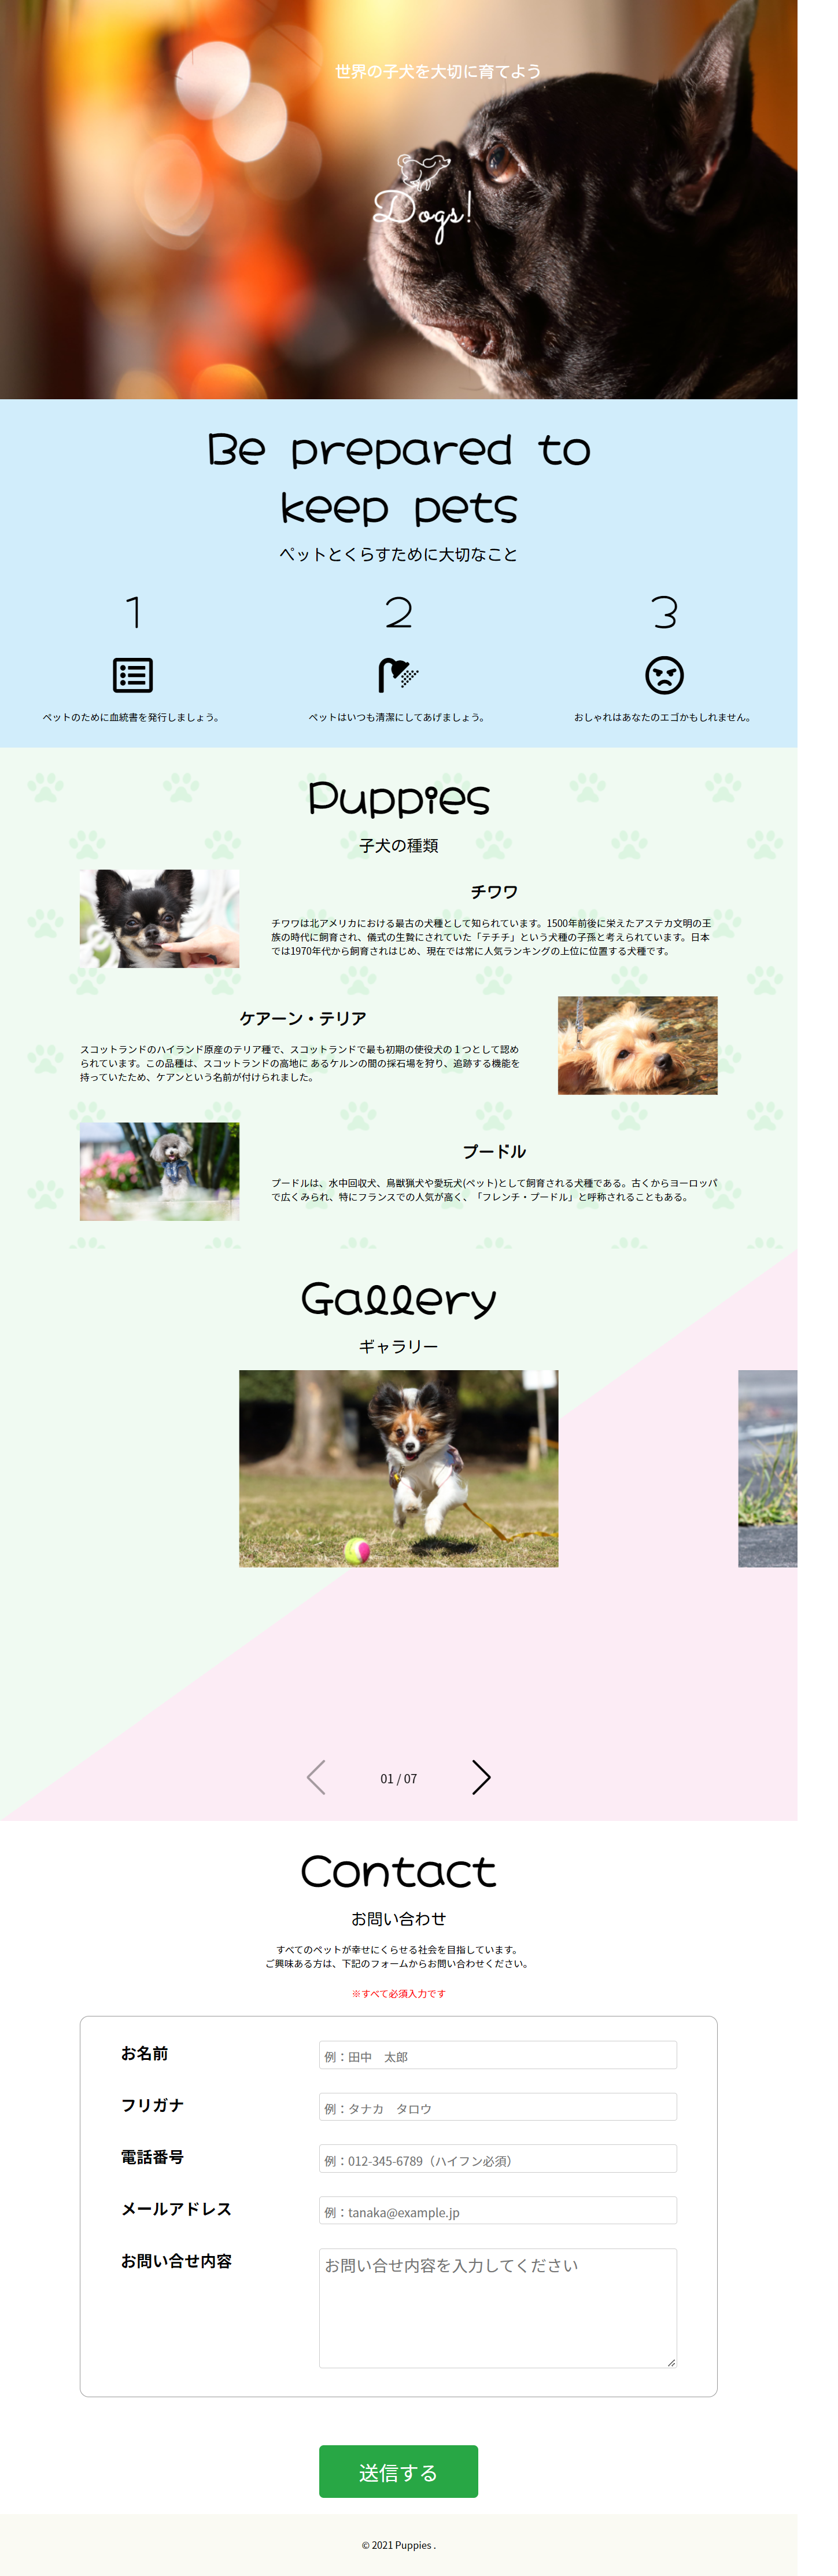 世界の子犬を大切に育てよう
Dogs!
Be prepared to
keep pets
ペットとくらすために大切なこと
1
2
3
ペットのために血統書を発行しましょう。
ペットはいつも清潔にしてあげましょう。
おしゃれはあなたのエゴかもしれません。
Puppies
子犬の種類
チワワ
チワワは北アメリカにおける最古の犬種として知られています。1500年前後に栄えたアステカ文明の王
族の時代に飼育され、儀式の生贄にされていた「テチチ」という犬種の子孫と考えられています。日本
では1970年代から飼育されはじめ、現在では常に人気ランキングの上位に位置する犬種です。
ケアーン・テリア
スコットランドのハイランド原産のテリア種で、スコットランドで最も初期の使役犬の１つとして認め
られています。この品種は、スコットランドの高地に あるケルンの間の採石場を狩り、追跡する機能を
持っていたため、ケアンという名前が付けられました。
プードル
プードルは、水中回収犬、鳥獣猟犬や愛玩犬(ペット)として飼育される犬種である。古くからヨーロッパ
で広くみられ、特にフランスでの人気が高く、「フレンチ・プードル」と呼称されることもある。
Gallery
ギャラリー
01 / 07
Contact
お問い合わせ
すべてのペットが幸せにくらせる社会を目指しています。
ご興味ある方は、下記のフォームからお問い合わせください。
※すべて必須入力です
お名前
例：田中　太郎
フリガナ
例：タナカ　タロウ
電話番号
例：012-345-6789（ハイフン必須）
メールアドレス
例：tanaka@example.jp
お問い合せ内容
お問い合せ内容を入力してください
送信する
© 2021 Puppies .